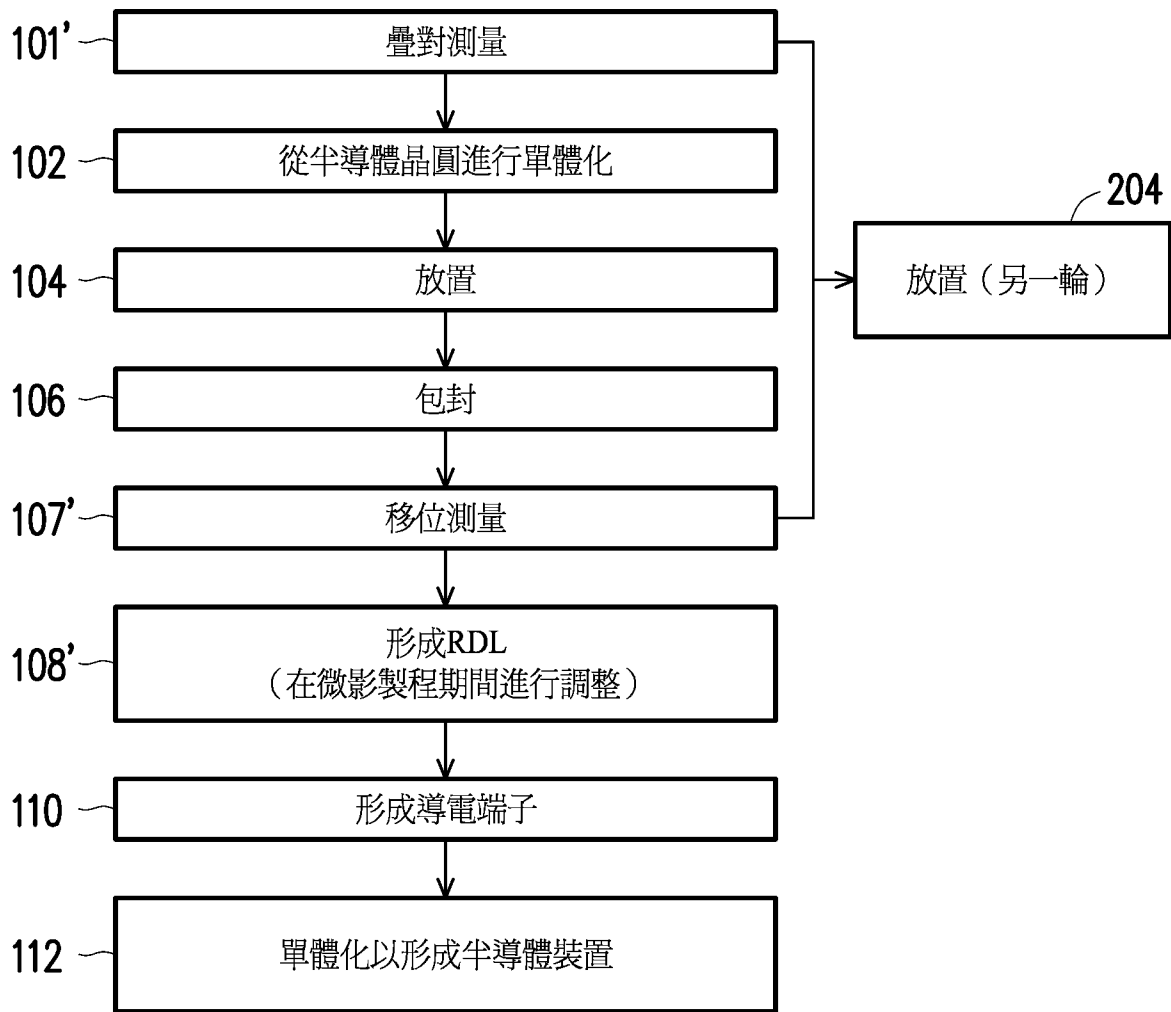 101’
疊對測量
102
從半導體晶圓進行單體化
204
104
放置
放置（另一輪）
106
包封
107’
移位測量
108’
形成RDL
（在微影製程期間進行調整）
110
形成導電端子
112
單體化以形成半導體裝置